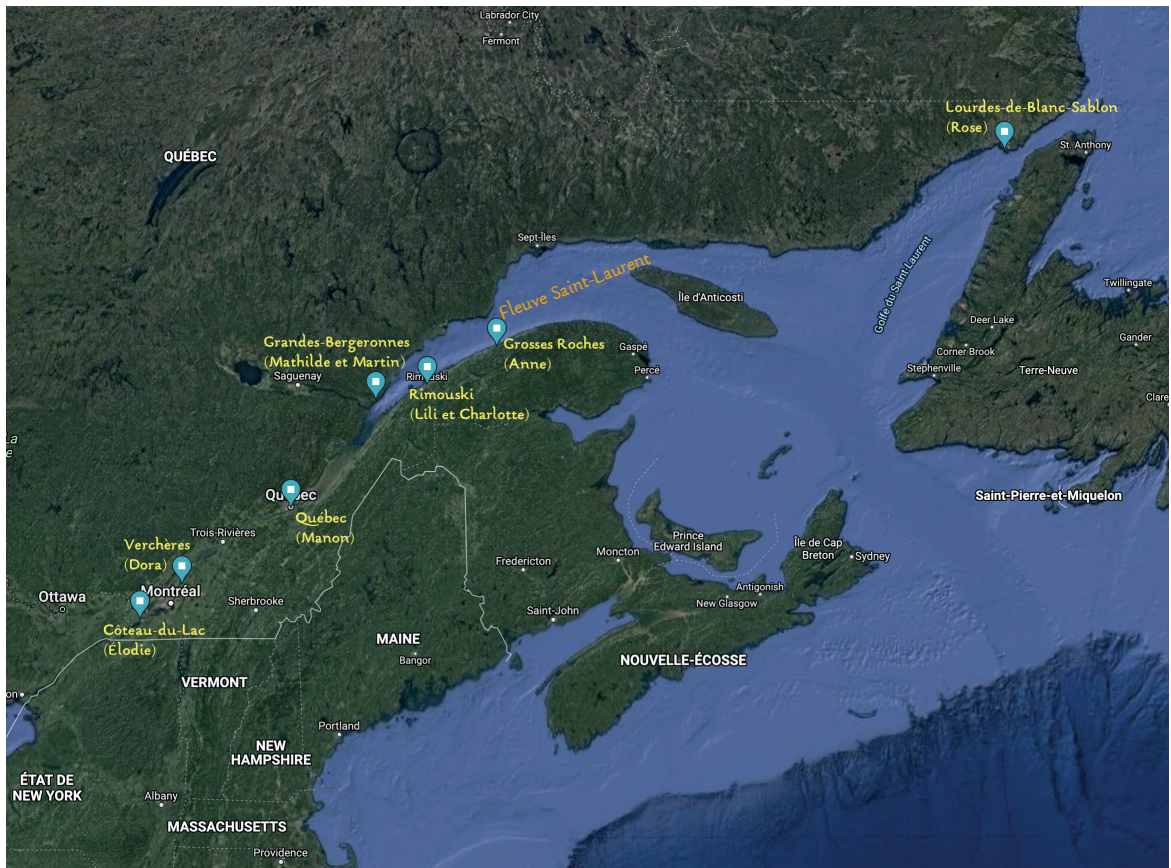 Labrador City
Fermont
Lourdes-de-Blanc-Sablon
(Rose)
St. Anthony
QUÉBEC
Sept-Îles
Fleuve Saint-Laurent
Golfe du Saint-Laurent
Île d'Anticosti
Twillingate
Deer Lake
Gander
Corner Brook
Stephenville
Terre-Neuve
Clare
Grandes-Bergeronnes
(Mathilde et Martin)
Saguenay
Grosses Roches
(Anne)
Gaspé
Percé
Rimouski
Rimouski
(Lili et Charlotte)
La
e
Québec
Québec
(Manon)
Saint-Pierre-et-Miquelon
Trois-Rivières
Verchères
(Dora)
Montréal
Ottawa
Sherbrooke
Côteau-du-Lac
(Élodie)
Fredericton
Moncton
Prince
Edward Island
Île de Cap
Breton
Sydney
Antigonish
New Glasgow
Saint-John
MAINE
Bangor
NOUVELLE-ÉCOSSE
VERMONT
on
Portland
NEW
HAMPSHIRE
ÉTAT DE
NEW YORK
Albany
MASSACHUSETTS
Providence